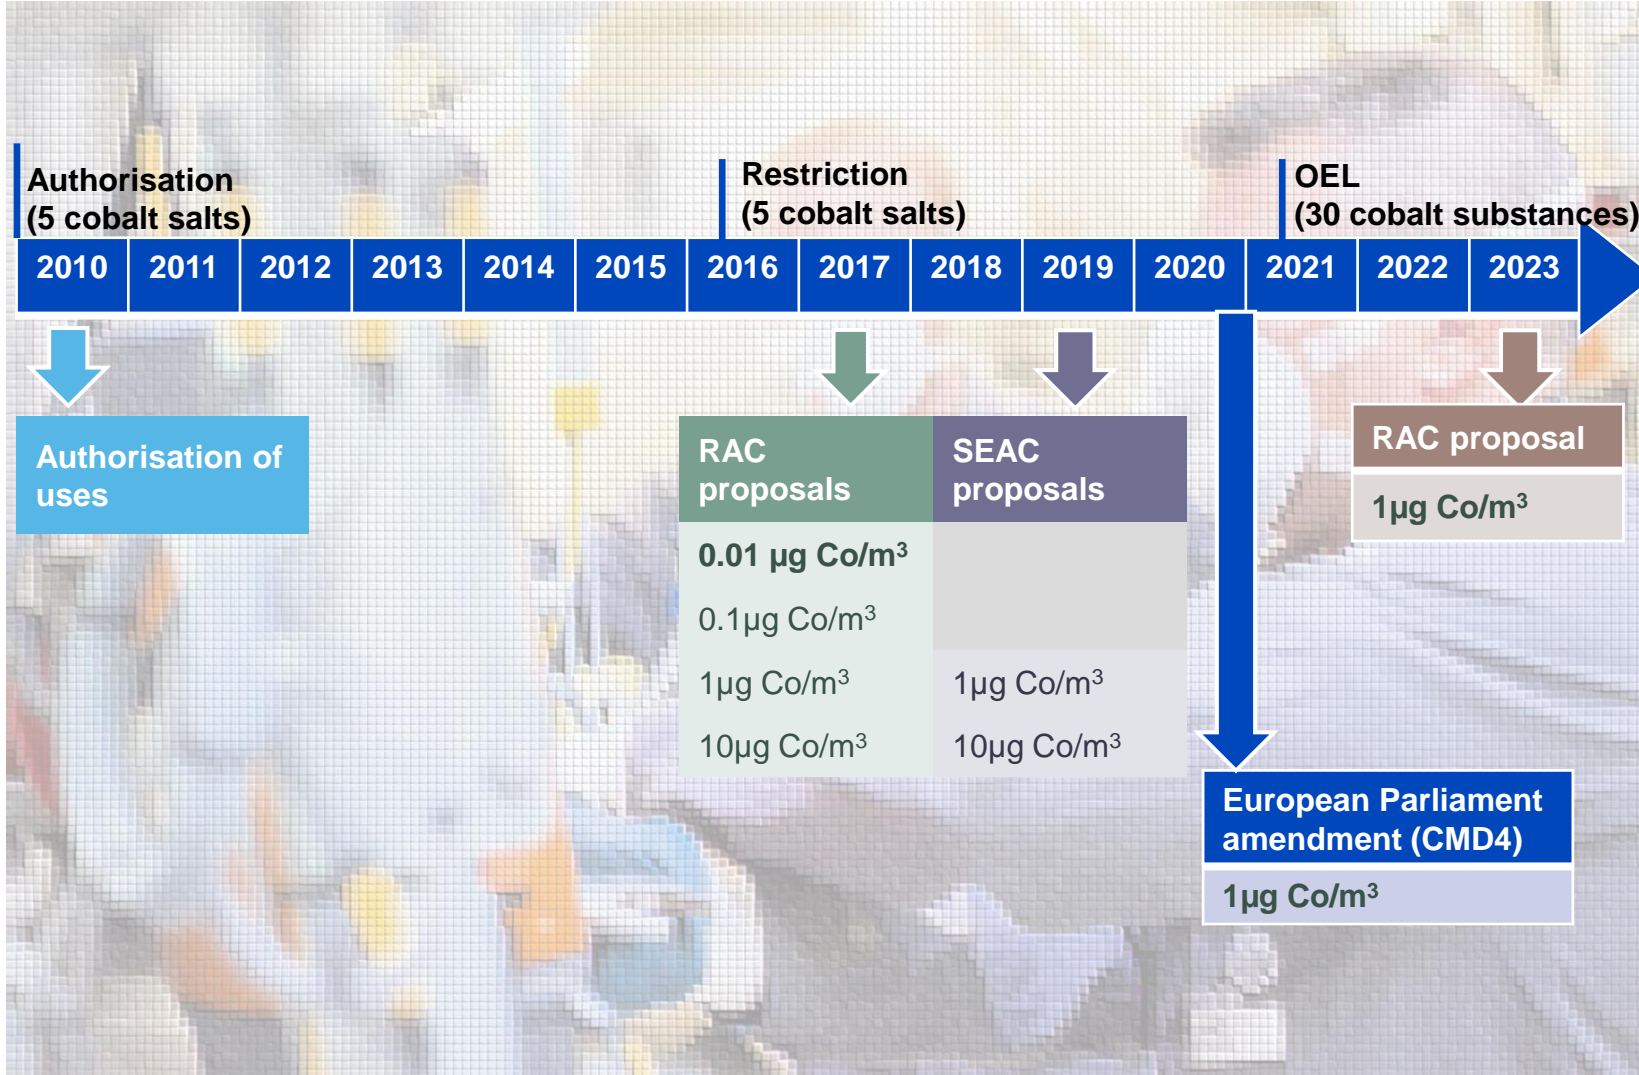 Authorisation
(5 cobalt salts)
Restriction
(5 cobalt salts)
OEL
(30 cobalt substances)
2010 2011 2012 2013 2014 2015 2016 2017 2018 2019 2020 2021 2022 2023
Authorisation of
uses
RAC
proposals
0.01 µg Co/m³
0.1µg Co/m³
1µg Co/m³
10µg Co/m³
SEAC
proposals
1µg Co/m³
10µg Co/m³
European Parliament
amendment (CMD4)
1µg Co/m³
RAC proposal
1µg Co/m³